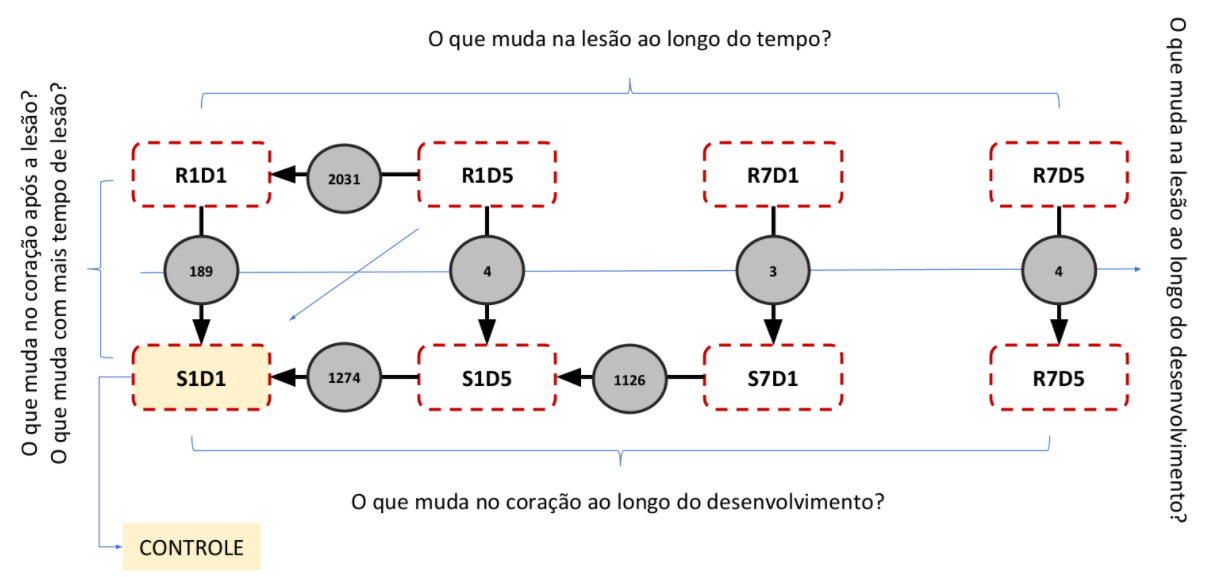 O que muda na lesão ao longo do tempo?
O que muda no coração após a lesão?
O que muda com mais tempo de lesão?
O que muda na lesão ao longo do desenvolvimento?
R1D1
2031
R1D5
R7D1
R7D5
189
4
3
4
S1D1
1274
S1D5
1126
S7D1
R7D5
O que muda no coração ao longo do desenvolvimento?
CONTROLE